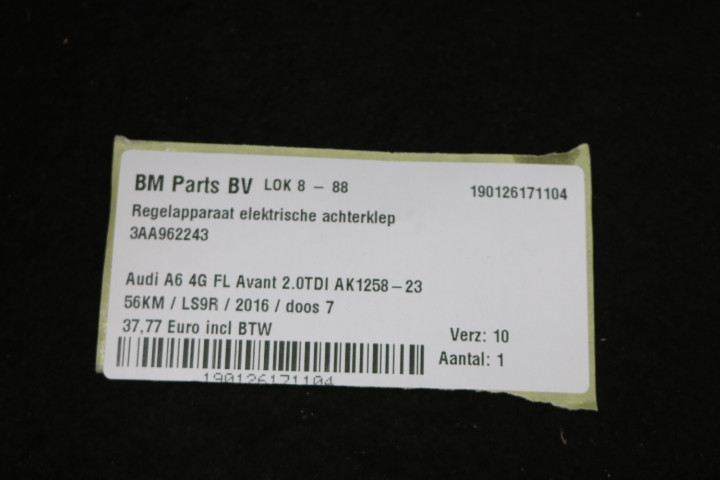 BM Parts BV LOK 8 – 88 190126171104
Regelapparaat elektrische achterklep
3AA962243
Audi A6 4G FL Avant 2.0TDI AK1258–23
56KM / LS9R / 2016 / doos 7
37,77 Euro incl BTW
Verz: 10
Aantal: 1
190126171104